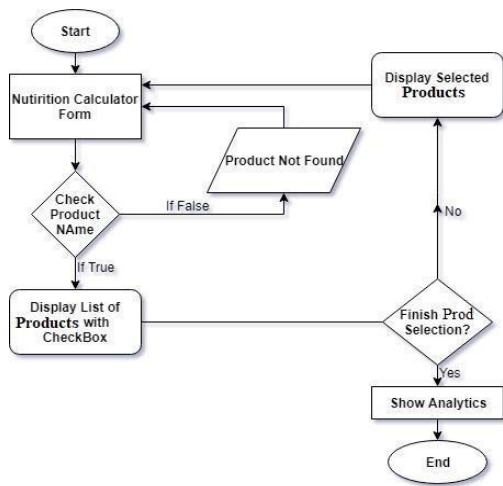 Start
Nutirition Calculator
Form
Display Selected
Products
Product Not Found
Check
Product
NAme
If False
If True
No
Display List of
Products with
CheckBox
Finish Prod
Selection?
Yes
Show Analytics
End